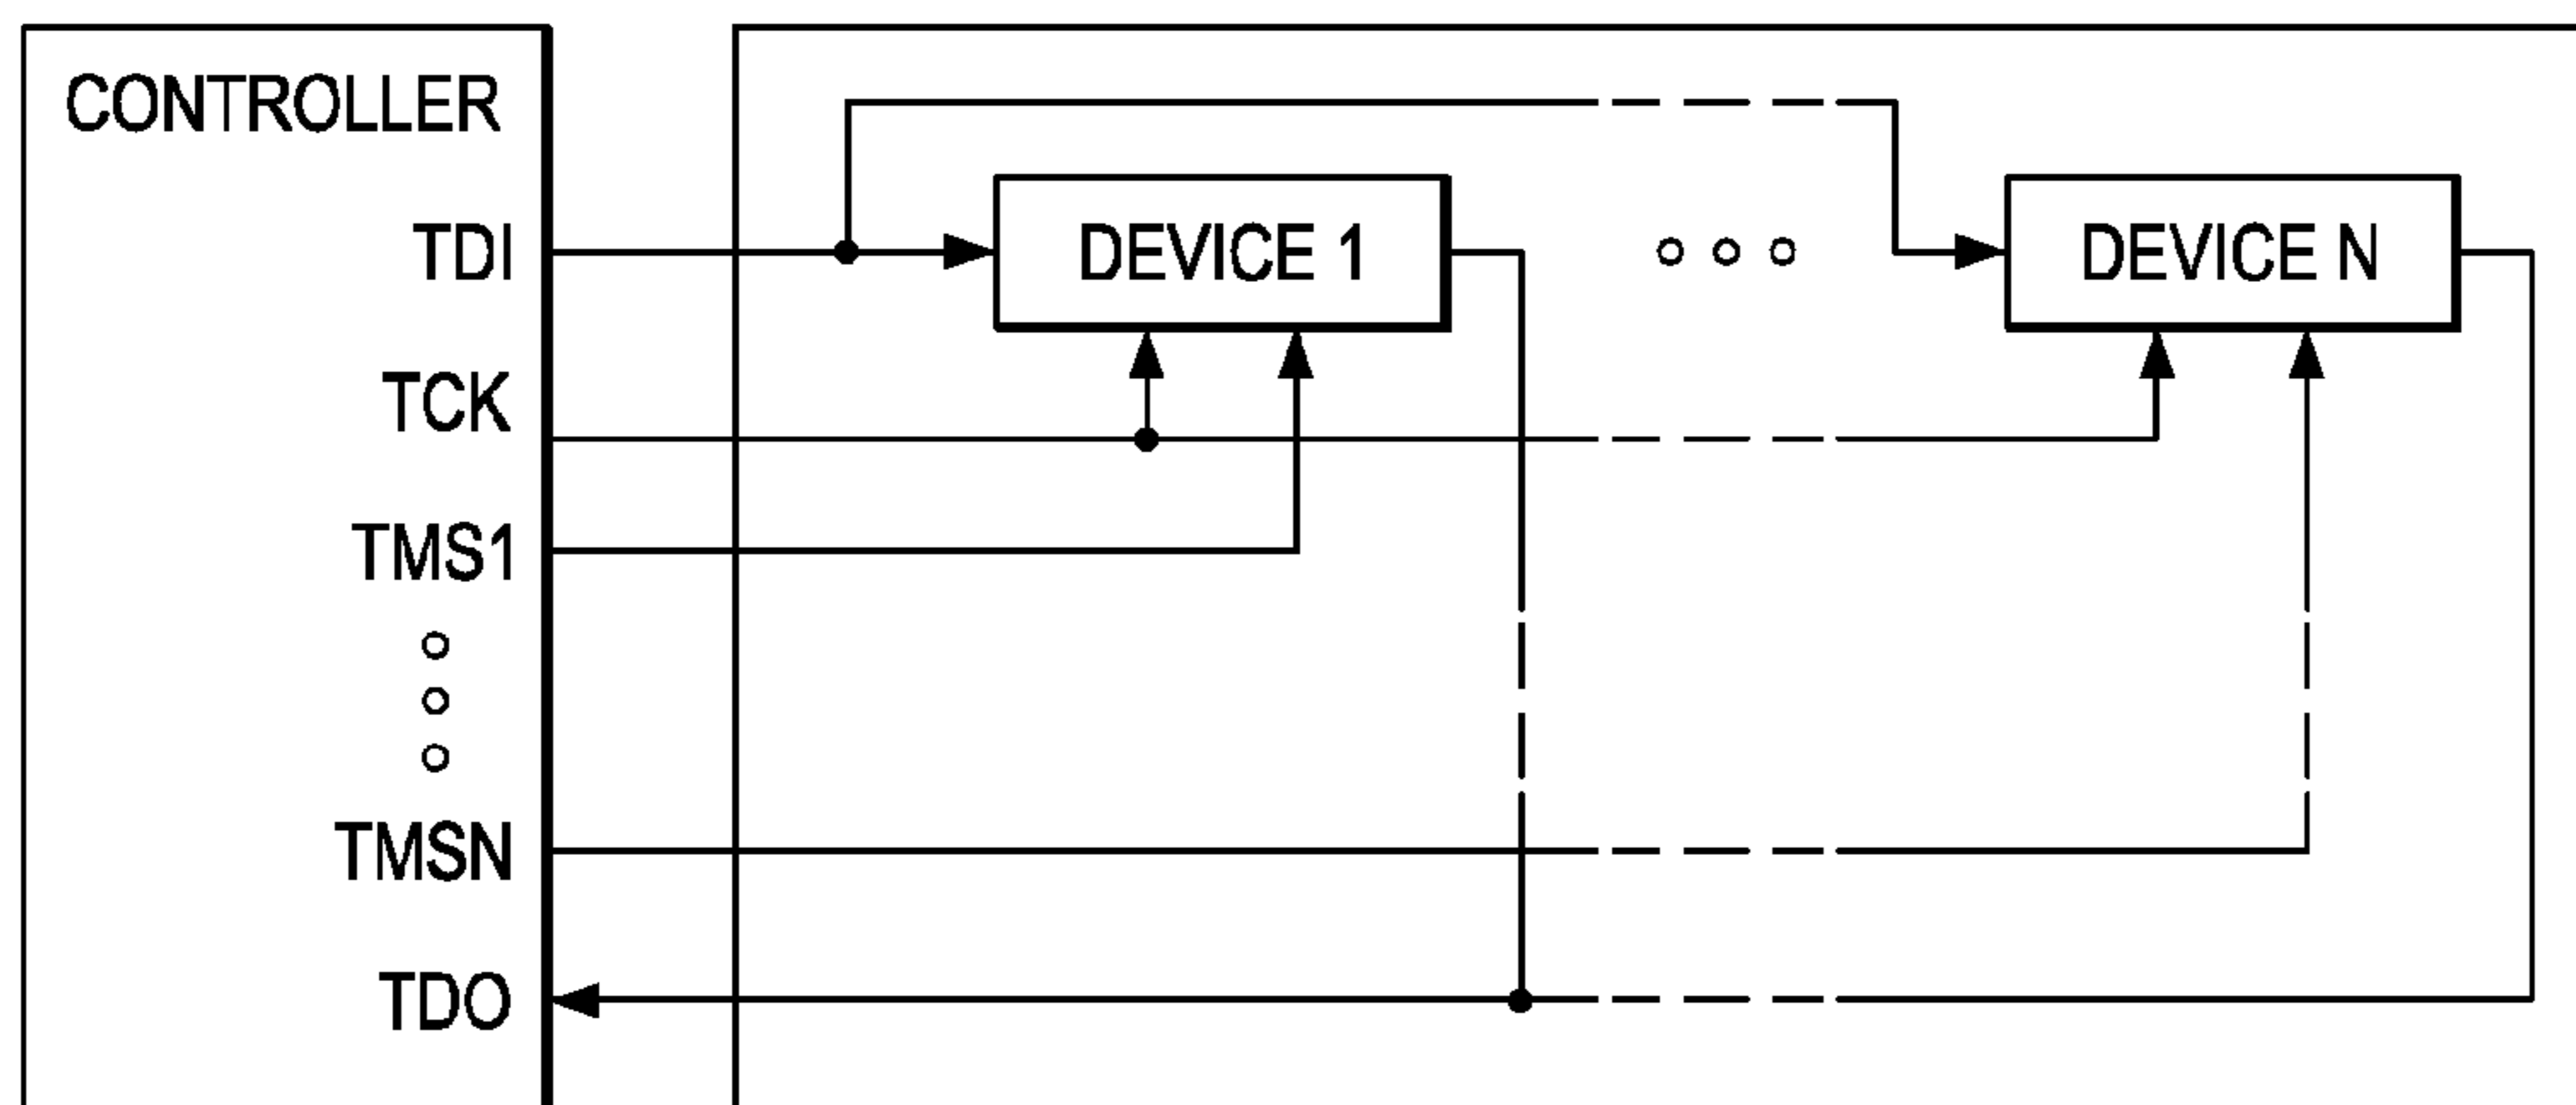 CONTROLLER
TDI
DEVICE 1
DEVICE N
TCK
TMS1
TMSN
TDO